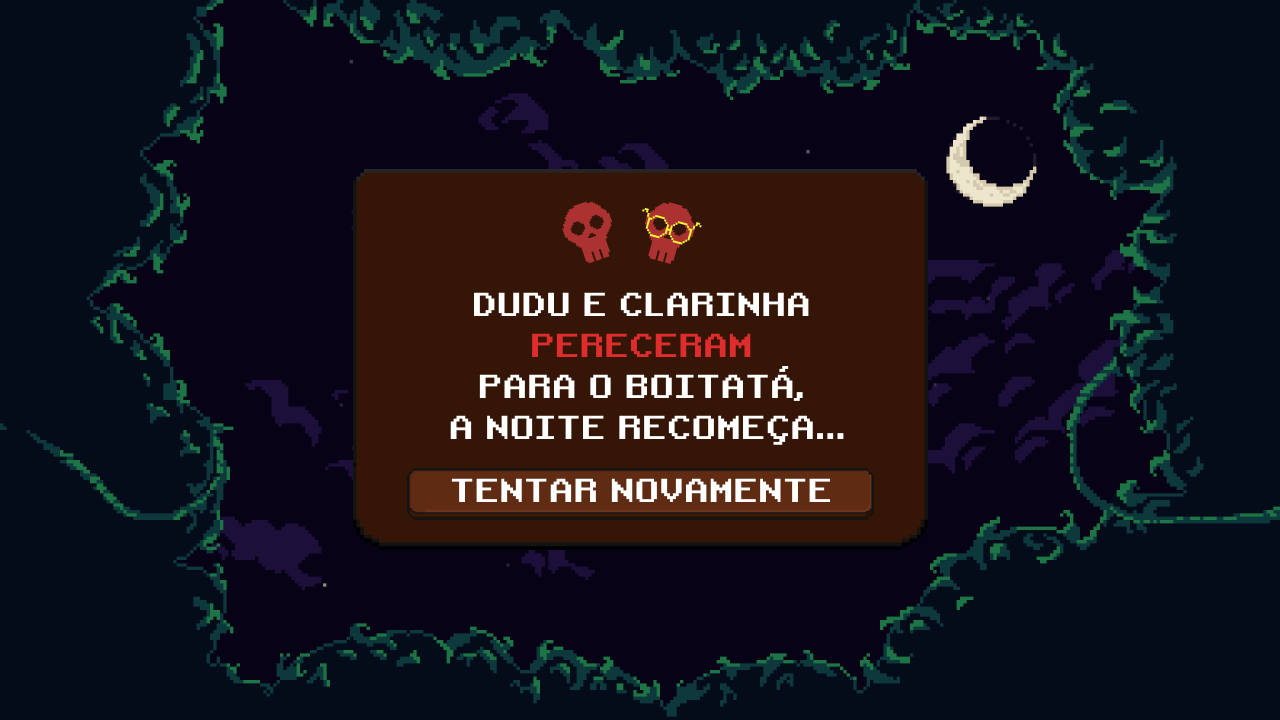 DUDU E CLARINHA
PERECERAM
PARA O BOITATÁ,
A NOITE RECOMEÇA...
TENTAR NOVAMENTE